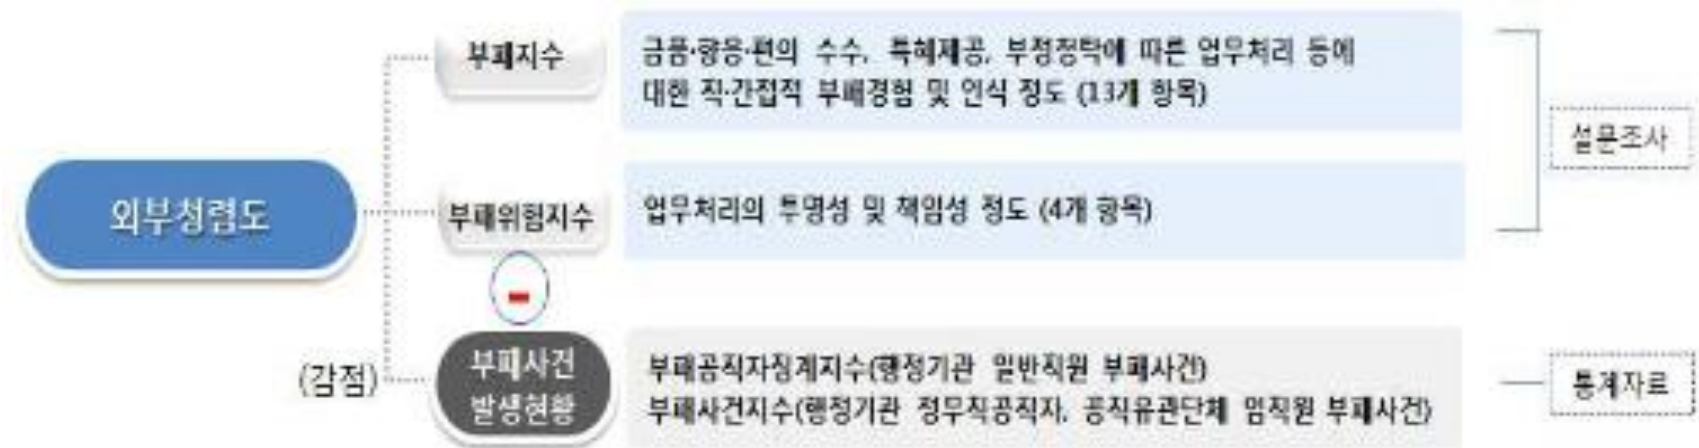 부패지수
금품·향응·편의 수수, 특혜제공, 부정청탁에 따른 업무처리 등에
대한 직·간접적 부패경험 및 인식 정도 (13개 항목)
설문조사
외부청렴도
부패위험지수
업무처리의 투명성 및 책임성 정도 (4개 항목)
-
(감점)
부패사건
발생현황
부패공직자징계지수(행정기관 일반직원 부패사건)
부패사건지수(행정기관 정무직공직자, 공직유관단체 임직원 부패사건)
통계자료